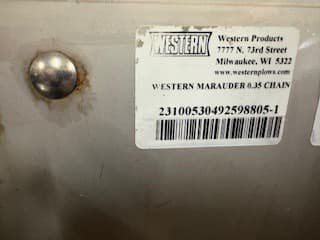 WESTERN
Western Products
7777 N. 73rd Street
Milwaukee, WI 5322
www.westernplows.com
WESTERN MARAUDER 0.35 CHAIN
23100530492598805-1